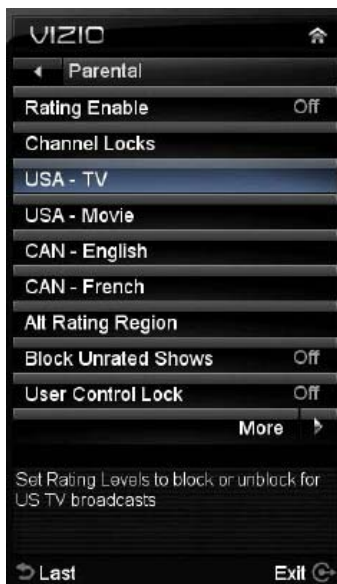 VIZIO
Parental
Rating Enable Off
Channel Locks
USA - TV
USA - Movie
CAN - English
CAN - French
Alt Rating Region
Block Unrated Shows Off
User Control Lock Off
More
Set Rating Levels to block or unblock for
US TV broadcasts
Last Exit